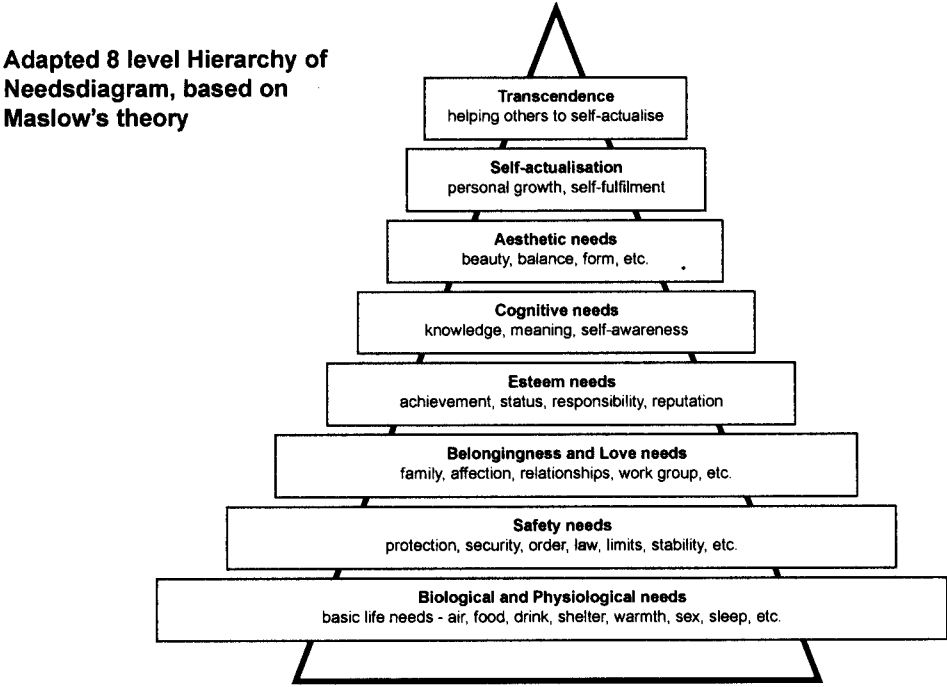 Adapted 8 level Hierarchy of
Needsdiagram, based on
Maslow's theory
Transcendence
helping others to self-actualise
Self-actualisation
personal growth, self-fulfilment
Aesthetic needs
beauty, balance, form, etc.
Cognitive needs
knowledge, meaning, self-awareness
Esteem needs
achievement, status, responsibility, reputation
Belongingness and Love needs
family, affection, relationships, work group, etc.
Safety needs
protection, security, order, law, limits, stability, etc.
Biological and Physiological needs
basic life needs - air, food, drink, shelter, warmth, sex, sleep, etc.